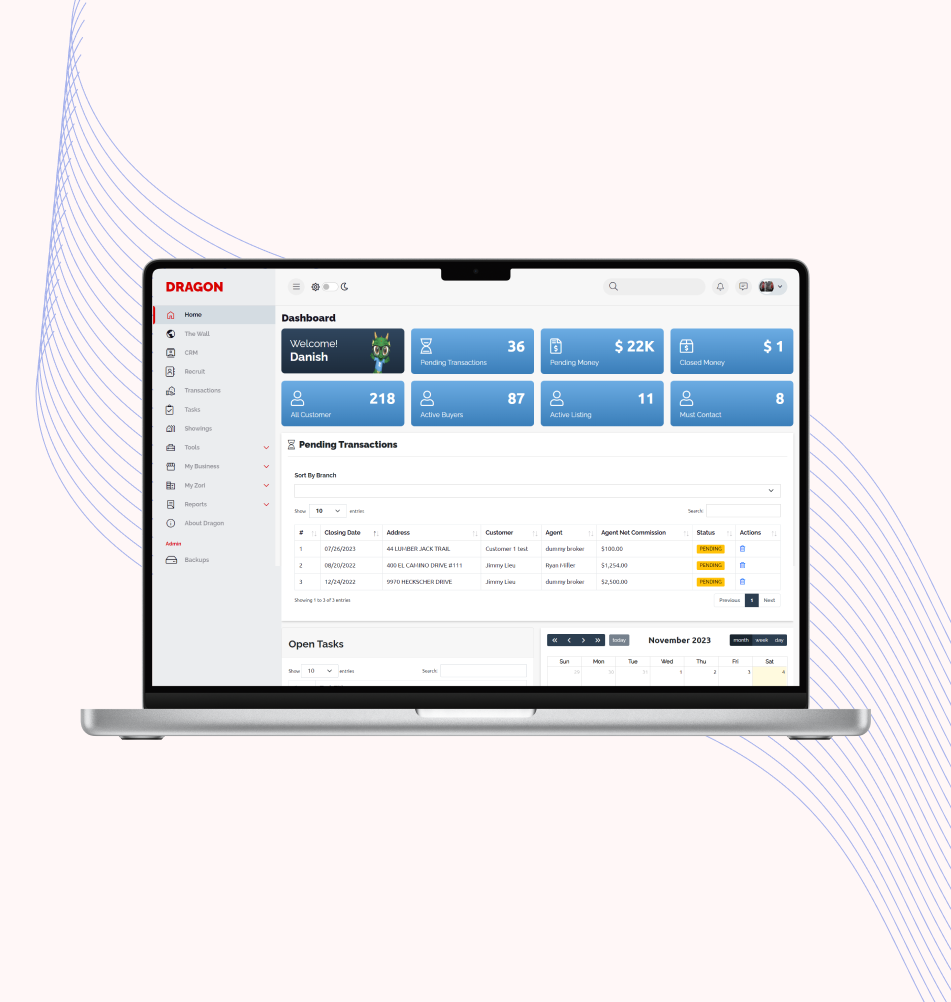 DRAGON
Home
The Wall
CRM
Recruit
Transactions
Tasks
Showings
Tools
My Business
My Zori
Reports
About Dragon
Admin
Backups
Dashboard
Welcome!
Danish
36
Pending Transactions
$ 22K
Pending Money
$ 1
Closed Money
218
All Customer
87
Active Buyers
11
Active Listing
8
Must Contact
Pending Transactions
Sort By Branch
Show 10 entries Search:
# Closing Date Address Customer Agent Agent Net Commission Status Actions
1 07/26/2023 44 LUMBER JACK TRAIL Customer 1 test dummy broker $100.00 PENDING
2 08/20/2022 400 EL CAMINO DRIVE #111 Jimmy Lieu Ryan Miller $1,254.00 PENDING
3 12/24/2022 9970 HECKSCHER DRIVE Jimmy Lieu dummy broker $2,500.00 PENDING
Showing 1 to 3 of 3 entries Previous 1 Next
Open Tasks
Show 10 entries Search:
today November 2023 month week day
Sun Mon Tue Wed Thu Fri Sat
29 30 31 1 2 3 4